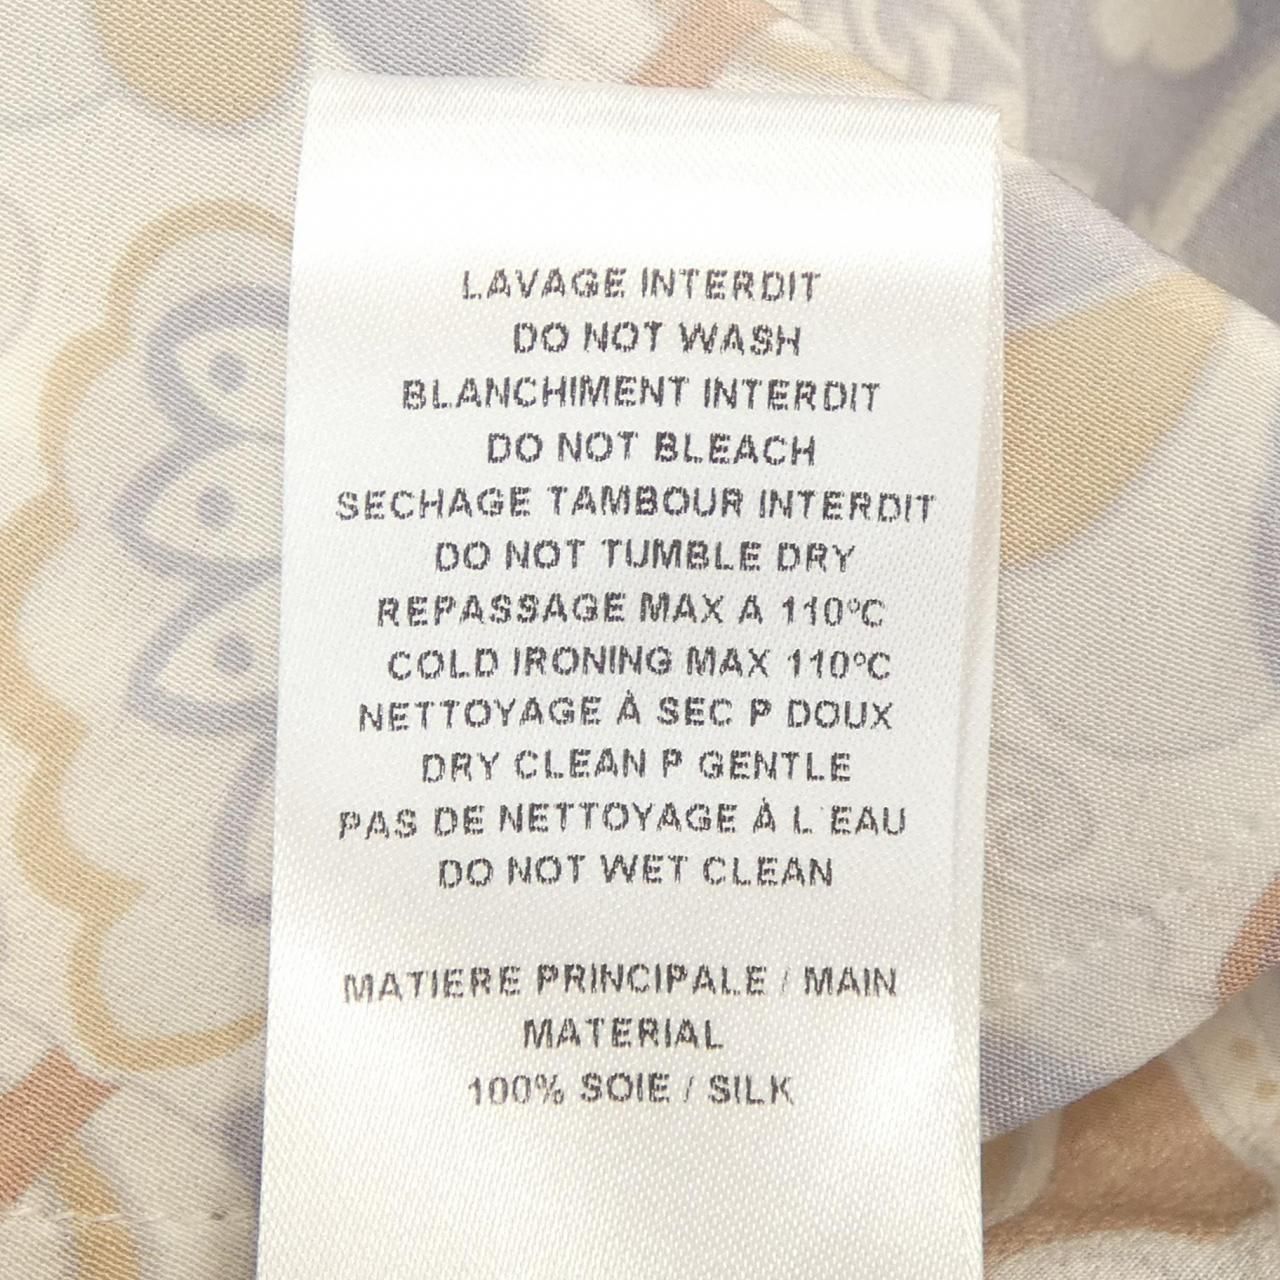 LAVAGE INTERDIT
DO NOT WASH
BLANCHIMENT INTERDIT
DO NOT BLEACH
SECHAGE TAMBOUR INTERDIT
DO NOT TUMBLE DRY
REPASSAGE MAX A 110°C
COLD IRONING MAX 110°C
NETTOYAGE À SEC P DOUX
DRY CLEAN P GENTLE
PAS DE NETTOYAGE À L'EAU
DO NOT WET CLEAN
MATIERE PRINCIPALE / MAIN
MATERIAL
100% SOIE / SILK